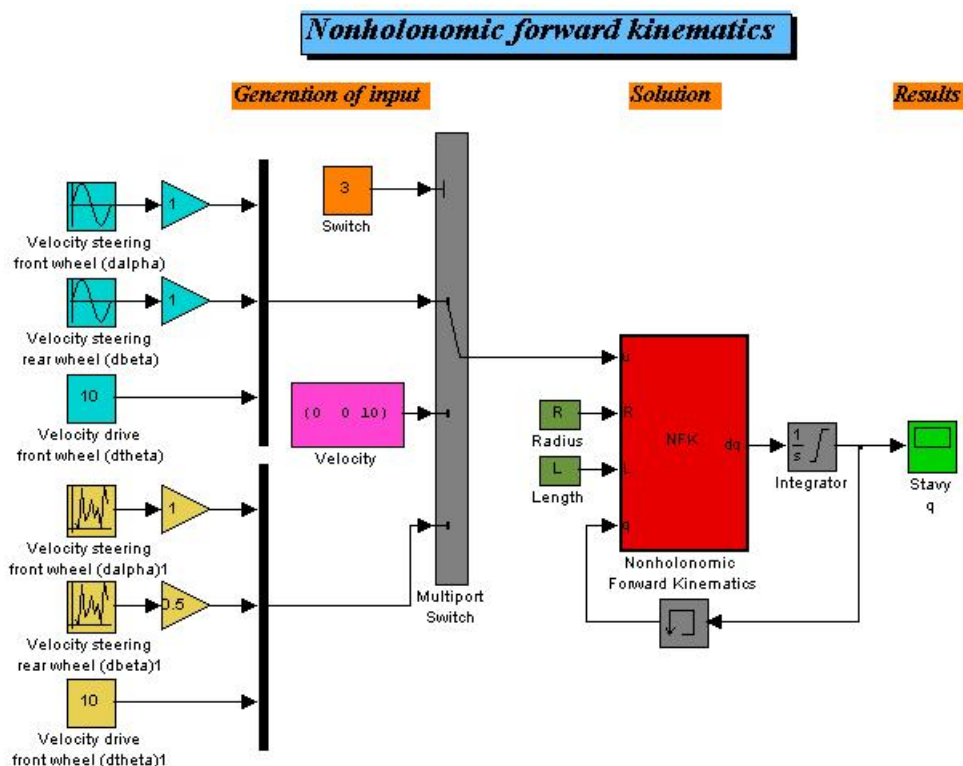 Nonholonomic forward kinematics
Generation of input
Solution
Results
1
Velocity steering
front wheel (dalpha)
1
Velocity steering
rear wheel (dbeta)
10
Velocity drive
front wheel (dtheta)
1
Velocity steering
front wheel (dalpha)1
0.5
Velocity steering
rear wheel (dbeta)1
10
Velocity drive
front wheel (dtheta)1
3
Switch
(0 0 10)
Velocity
Multiport
Switch
R
Radius
L
Length
u
R
L
q
NFK
dq
Nonholonomic
Forward Kinematics
1
s
Integrator
Stavy
q